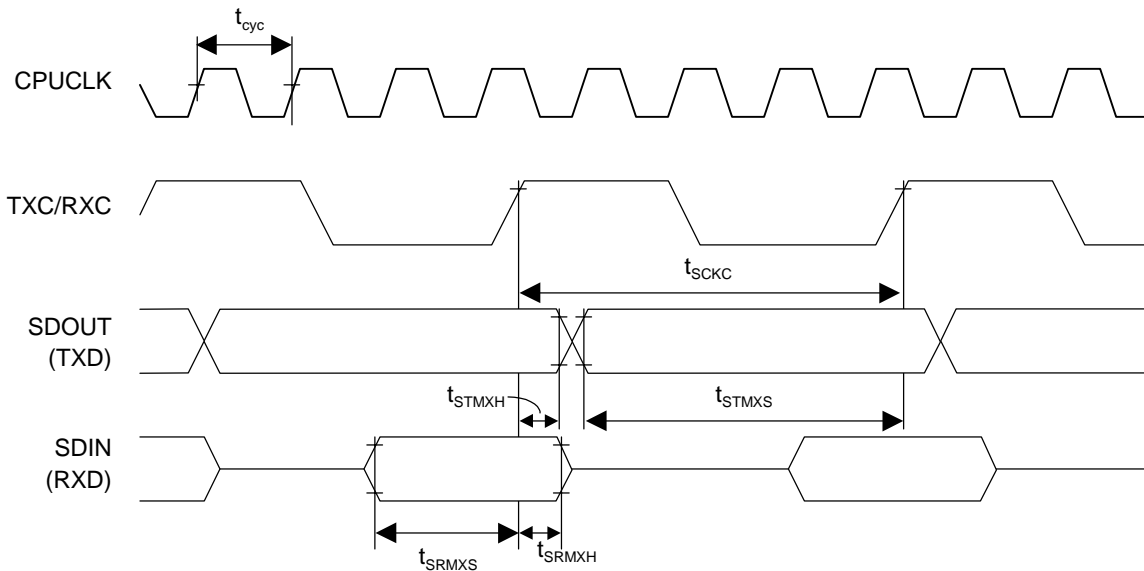 tcyc
CPUCLK
TXC/RXC
tSCKC
SDOUT
(TXD)
tSTMXH
tSTMXS
SDIN
(RXD)
tSRMXS
tSRMXH